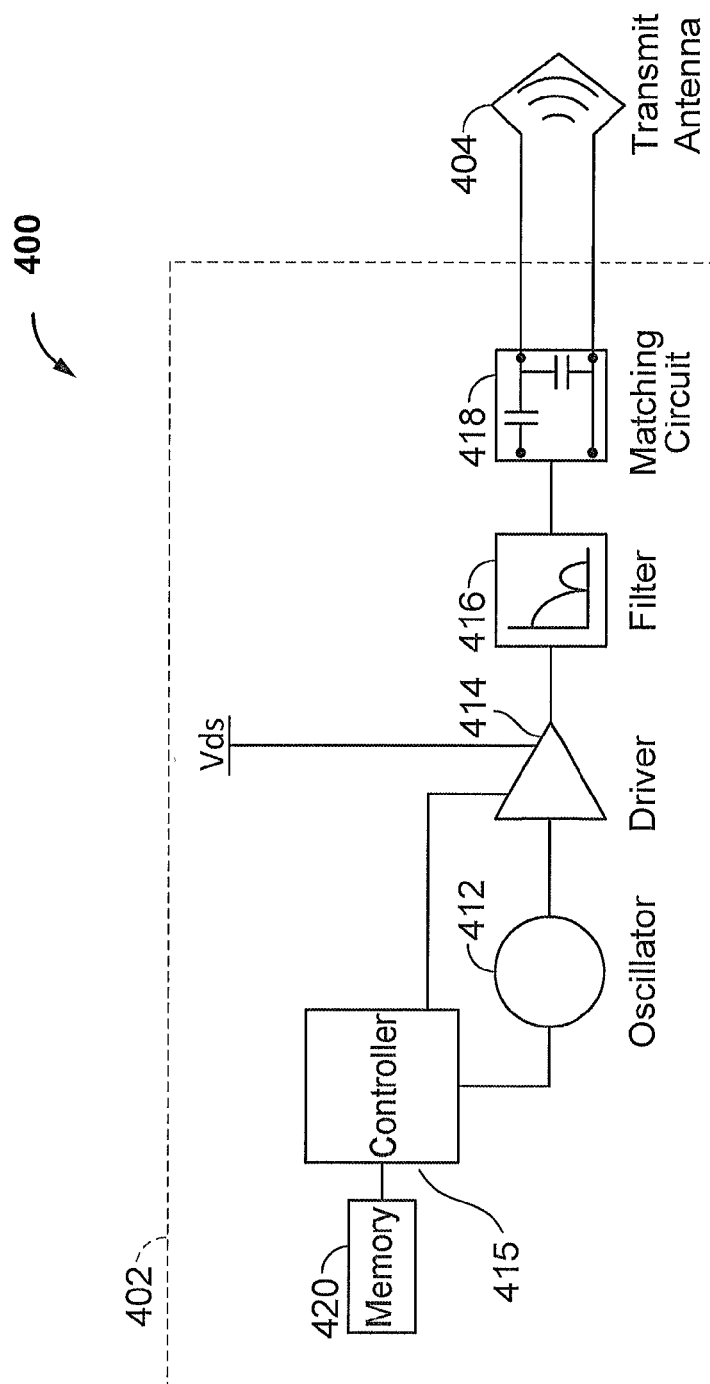 400
402
404
Transmit
Antenna
Vds
418
Matching
Circuit
416
Filter
414
Driver
412
Oscillator
Controller
415
420
Memory